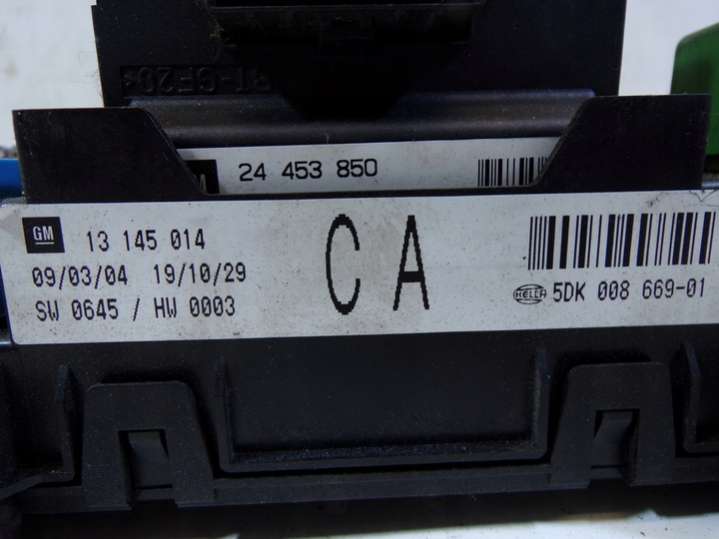 24 453 850
GM 13 145 014
CA
09/03/04 19/10/29
SW 0645 / HW 0003
HELLA 5DK 008 669-01